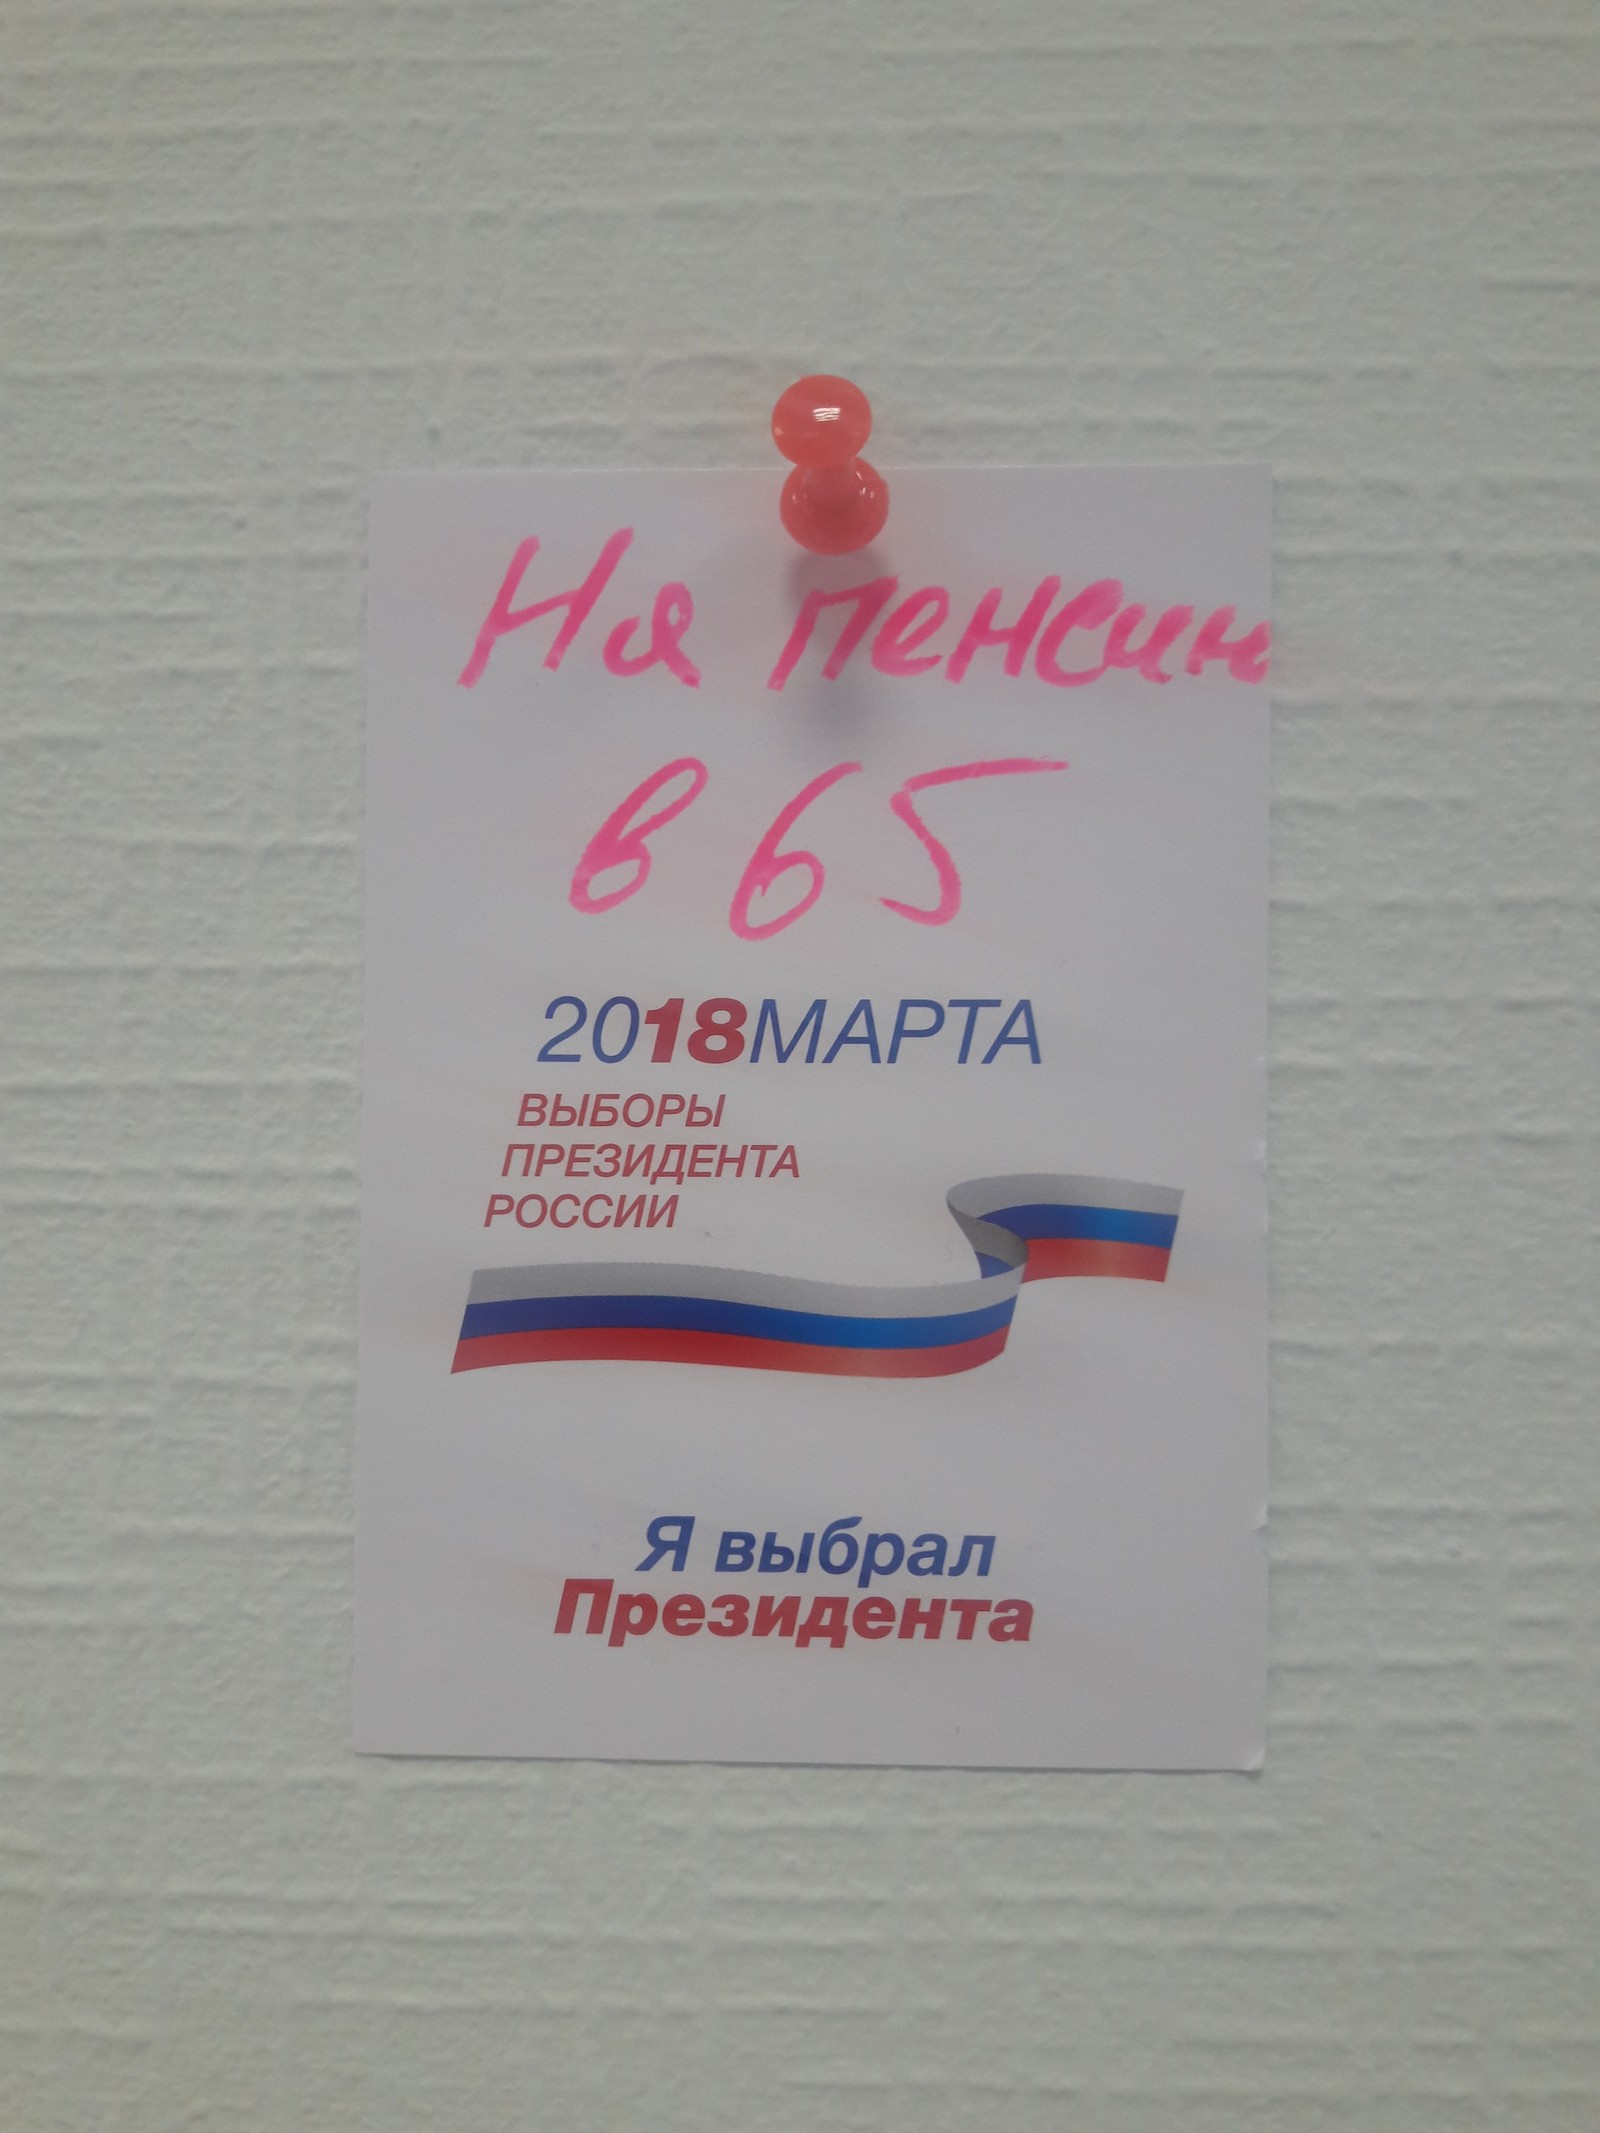 На пенсию
в 65
2018МАРТА
ВЫБОРЫ
ПРЕЗИДЕНТА
РОССИИ
Я выбрал
Президента